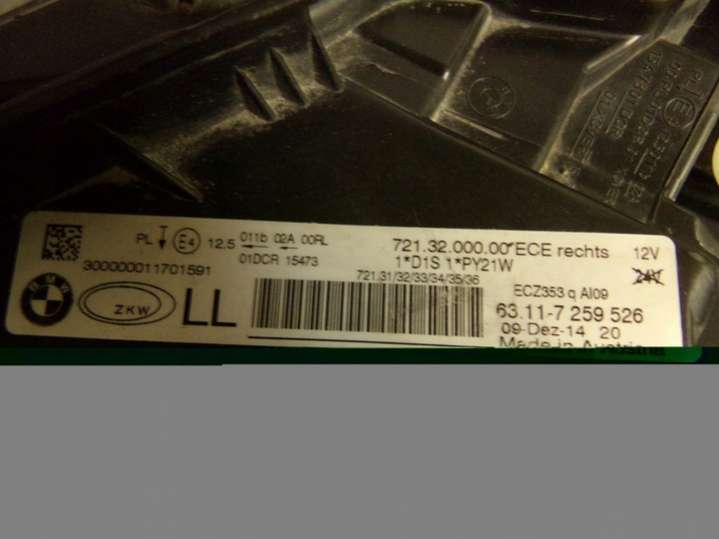 PL E4 12.5 011b 02A 00RL
01DCR 15473
721.32.000.00 ECE rechts 12V
1*D1S 1*PY21W 24V
300000011701591
721.31/32/33/34/35/36
ECZ353 q AI09
BMW ZKW LL 63.11-7 259 526
09-Dez-14 20
Made in Austria